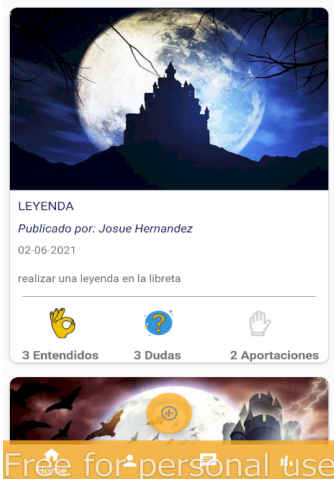 LEYENDA
Publicado por: Josue Hernandez
02-06-2021
realizar una leyenda en la libreta
3 Entendidos
3 Dudas
2 Aportaciones
Home
Free for personal use